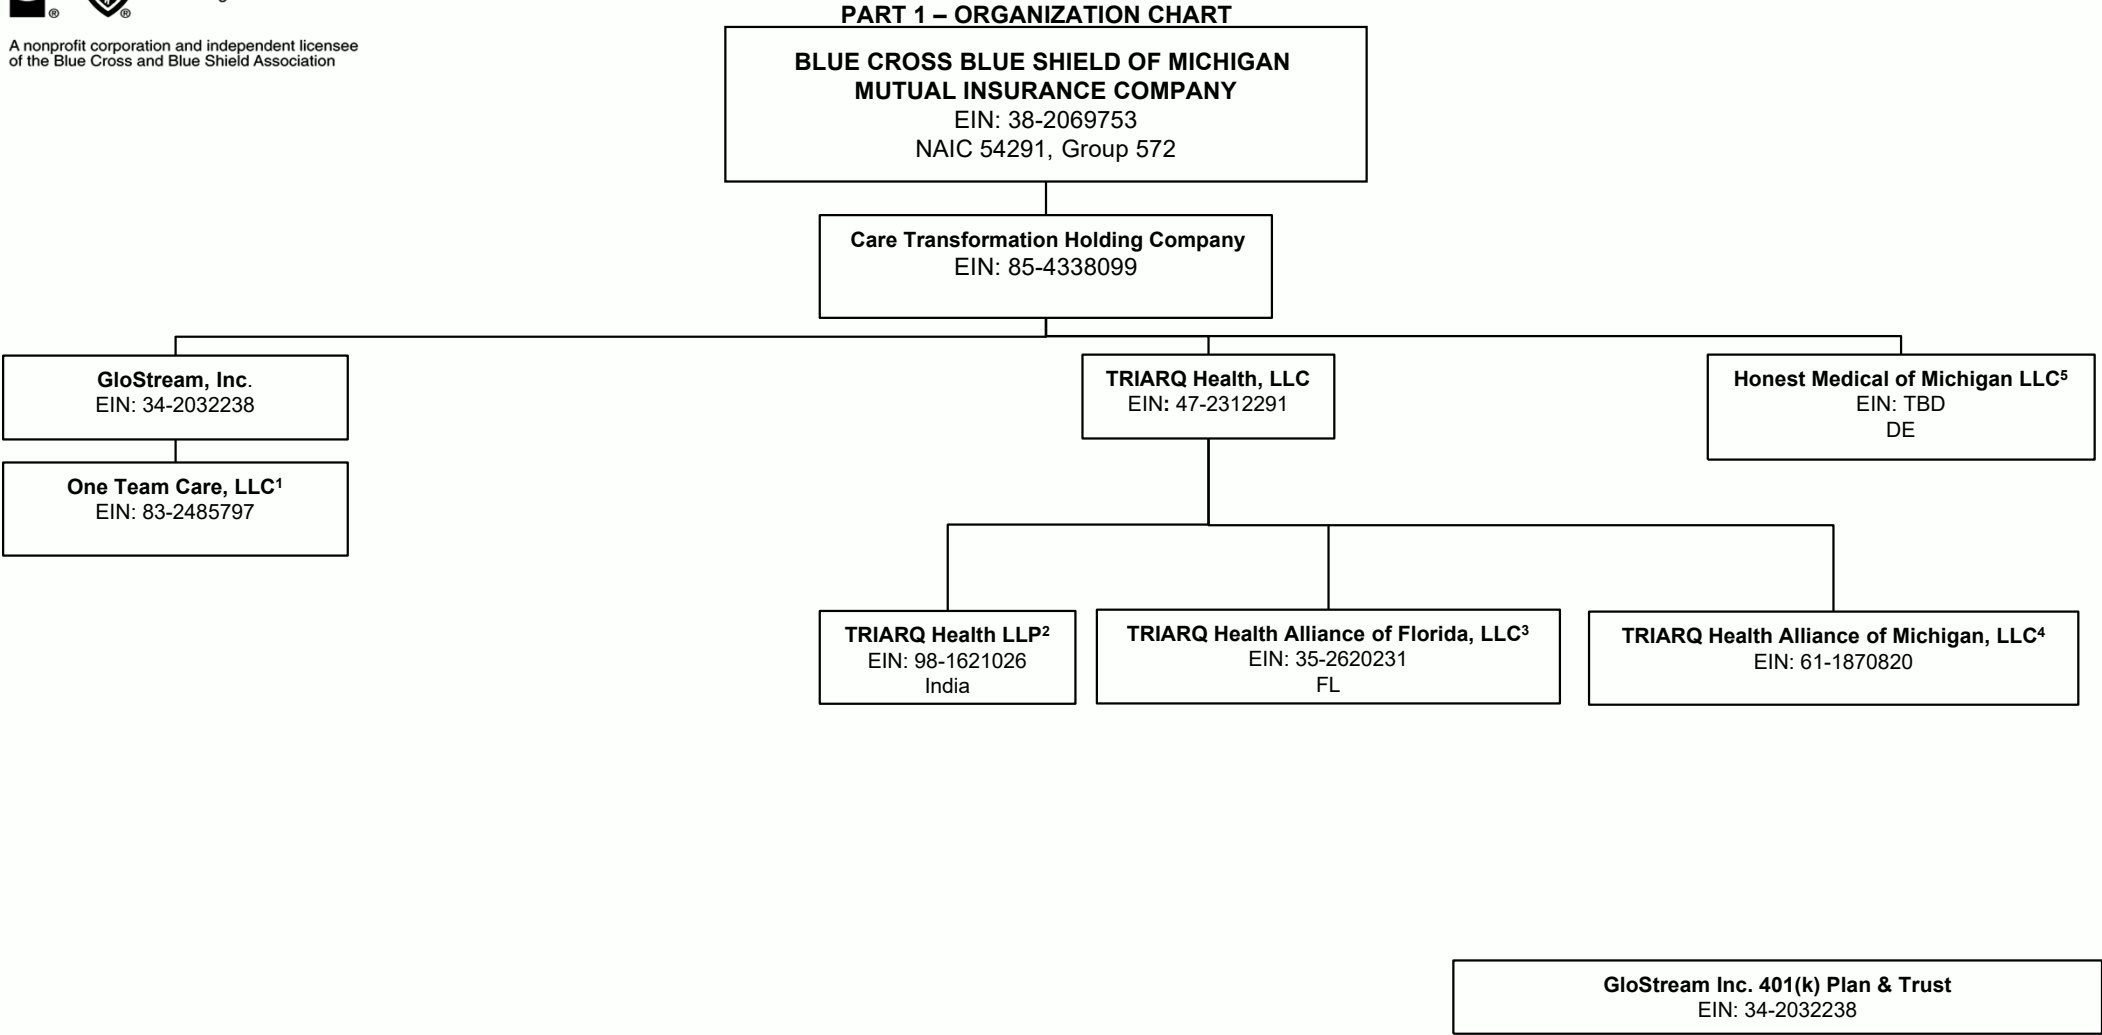 ® ®
A nonprofit corporation and independent licensee
of the Blue Cross and Blue Shield Association
PART 1 – ORGANIZATION CHART
BLUE CROSS BLUE SHIELD OF MICHIGAN
MUTUAL INSURANCE COMPANY
EIN: 38-2069753
NAIC 54291, Group 572
Care Transformation Holding Company
EIN: 85-4338099
GloStream, Inc.
EIN: 34-2032238
TRIARQ Health, LLC
EIN: 47-2312291
Honest Medical of Michigan LLC⁵
EIN: TBD
DE
One Team Care, LLC¹
EIN: 83-2485797
TRIARQ Health LLP²
EIN: 98-1621026
India
TRIARQ Health Alliance of Florida, LLC³
EIN: 35-2620231
FL
TRIARQ Health Alliance of Michigan, LLC⁴
EIN: 61-1870820
GloStream Inc. 401(k) Plan & Trust
EIN: 34-2032238